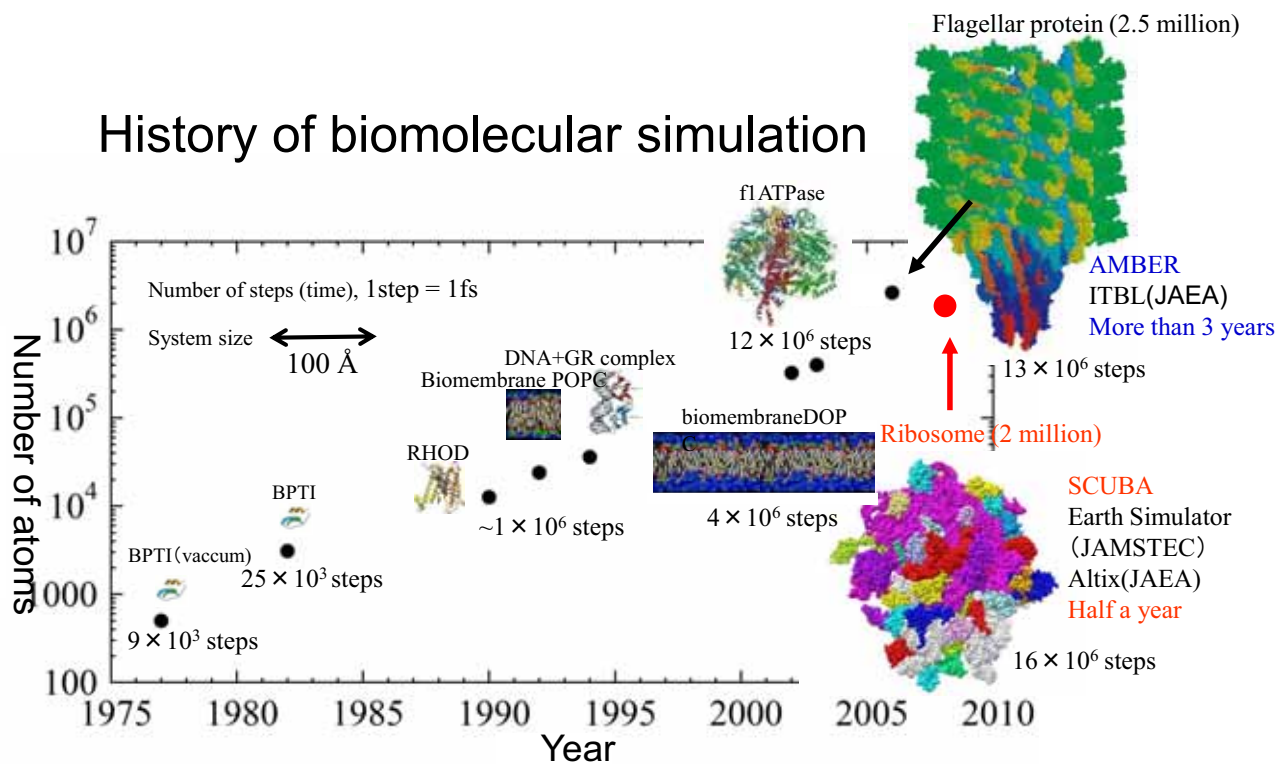 Flagellar protein (2.5 million)
History of biomolecular simulation
f1ATPase
10⁷
Number of steps (time), 1step = 1fs
AMBER
ITBL(JAEA)
More than 3 years
10⁶
System size
100 Å
12×10⁶ steps
13×10⁶ steps
DNA+GR complex
Biomembrane POPC
10⁵
biomembraneDOP
C
Ribosome (2 million)
RHOD
BPTI
10⁴
~1×10⁶ steps
4×10⁶ steps
SCUBA
Earth Simulator
(JAMSTEC)
Altix(JAEA)
Half a year
BPTI(vaccum)
25×10³ steps
1000
9×10³ steps
16×10⁶ steps
100
Number of atoms
1975 1980 1985 1990 1995 2000 2005 2010
Year